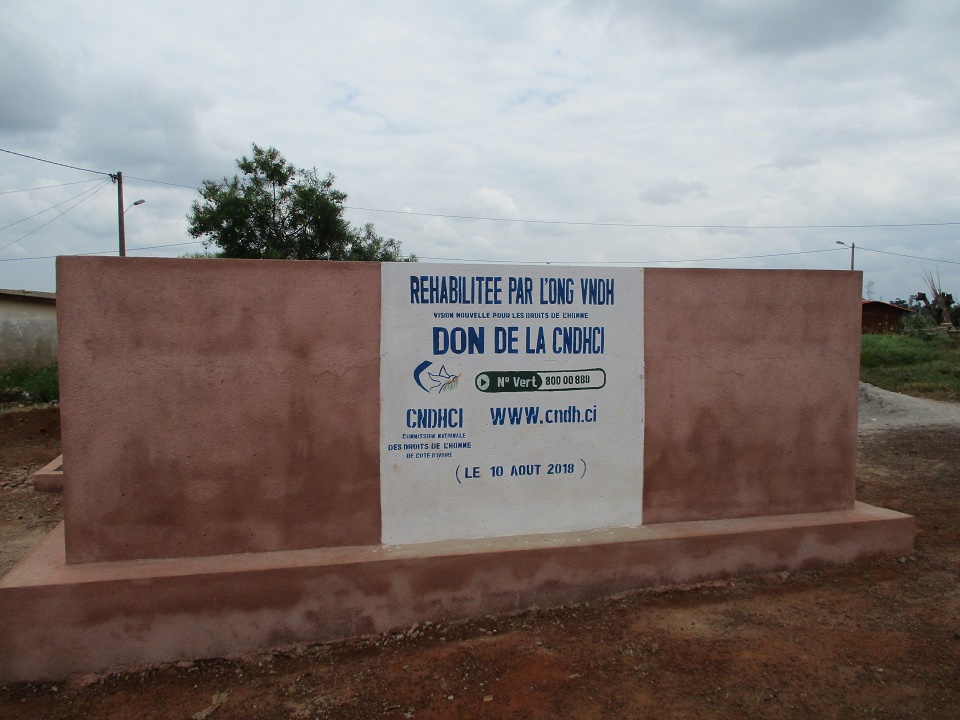 REHABILITEE PAR L'ONG VNDH
VISION NOUVELLE POUR LES DROITS DE L'HOMME
DON DE LA CNDHCI
Nº Vert 800 00 888
CNDHCI
COMMISSION NATIONALE
DES DROITS DE L'HOMME
DE COTE D'IVOIRE
WWW.cndh.ci
(LE 10 AOUT 2018)